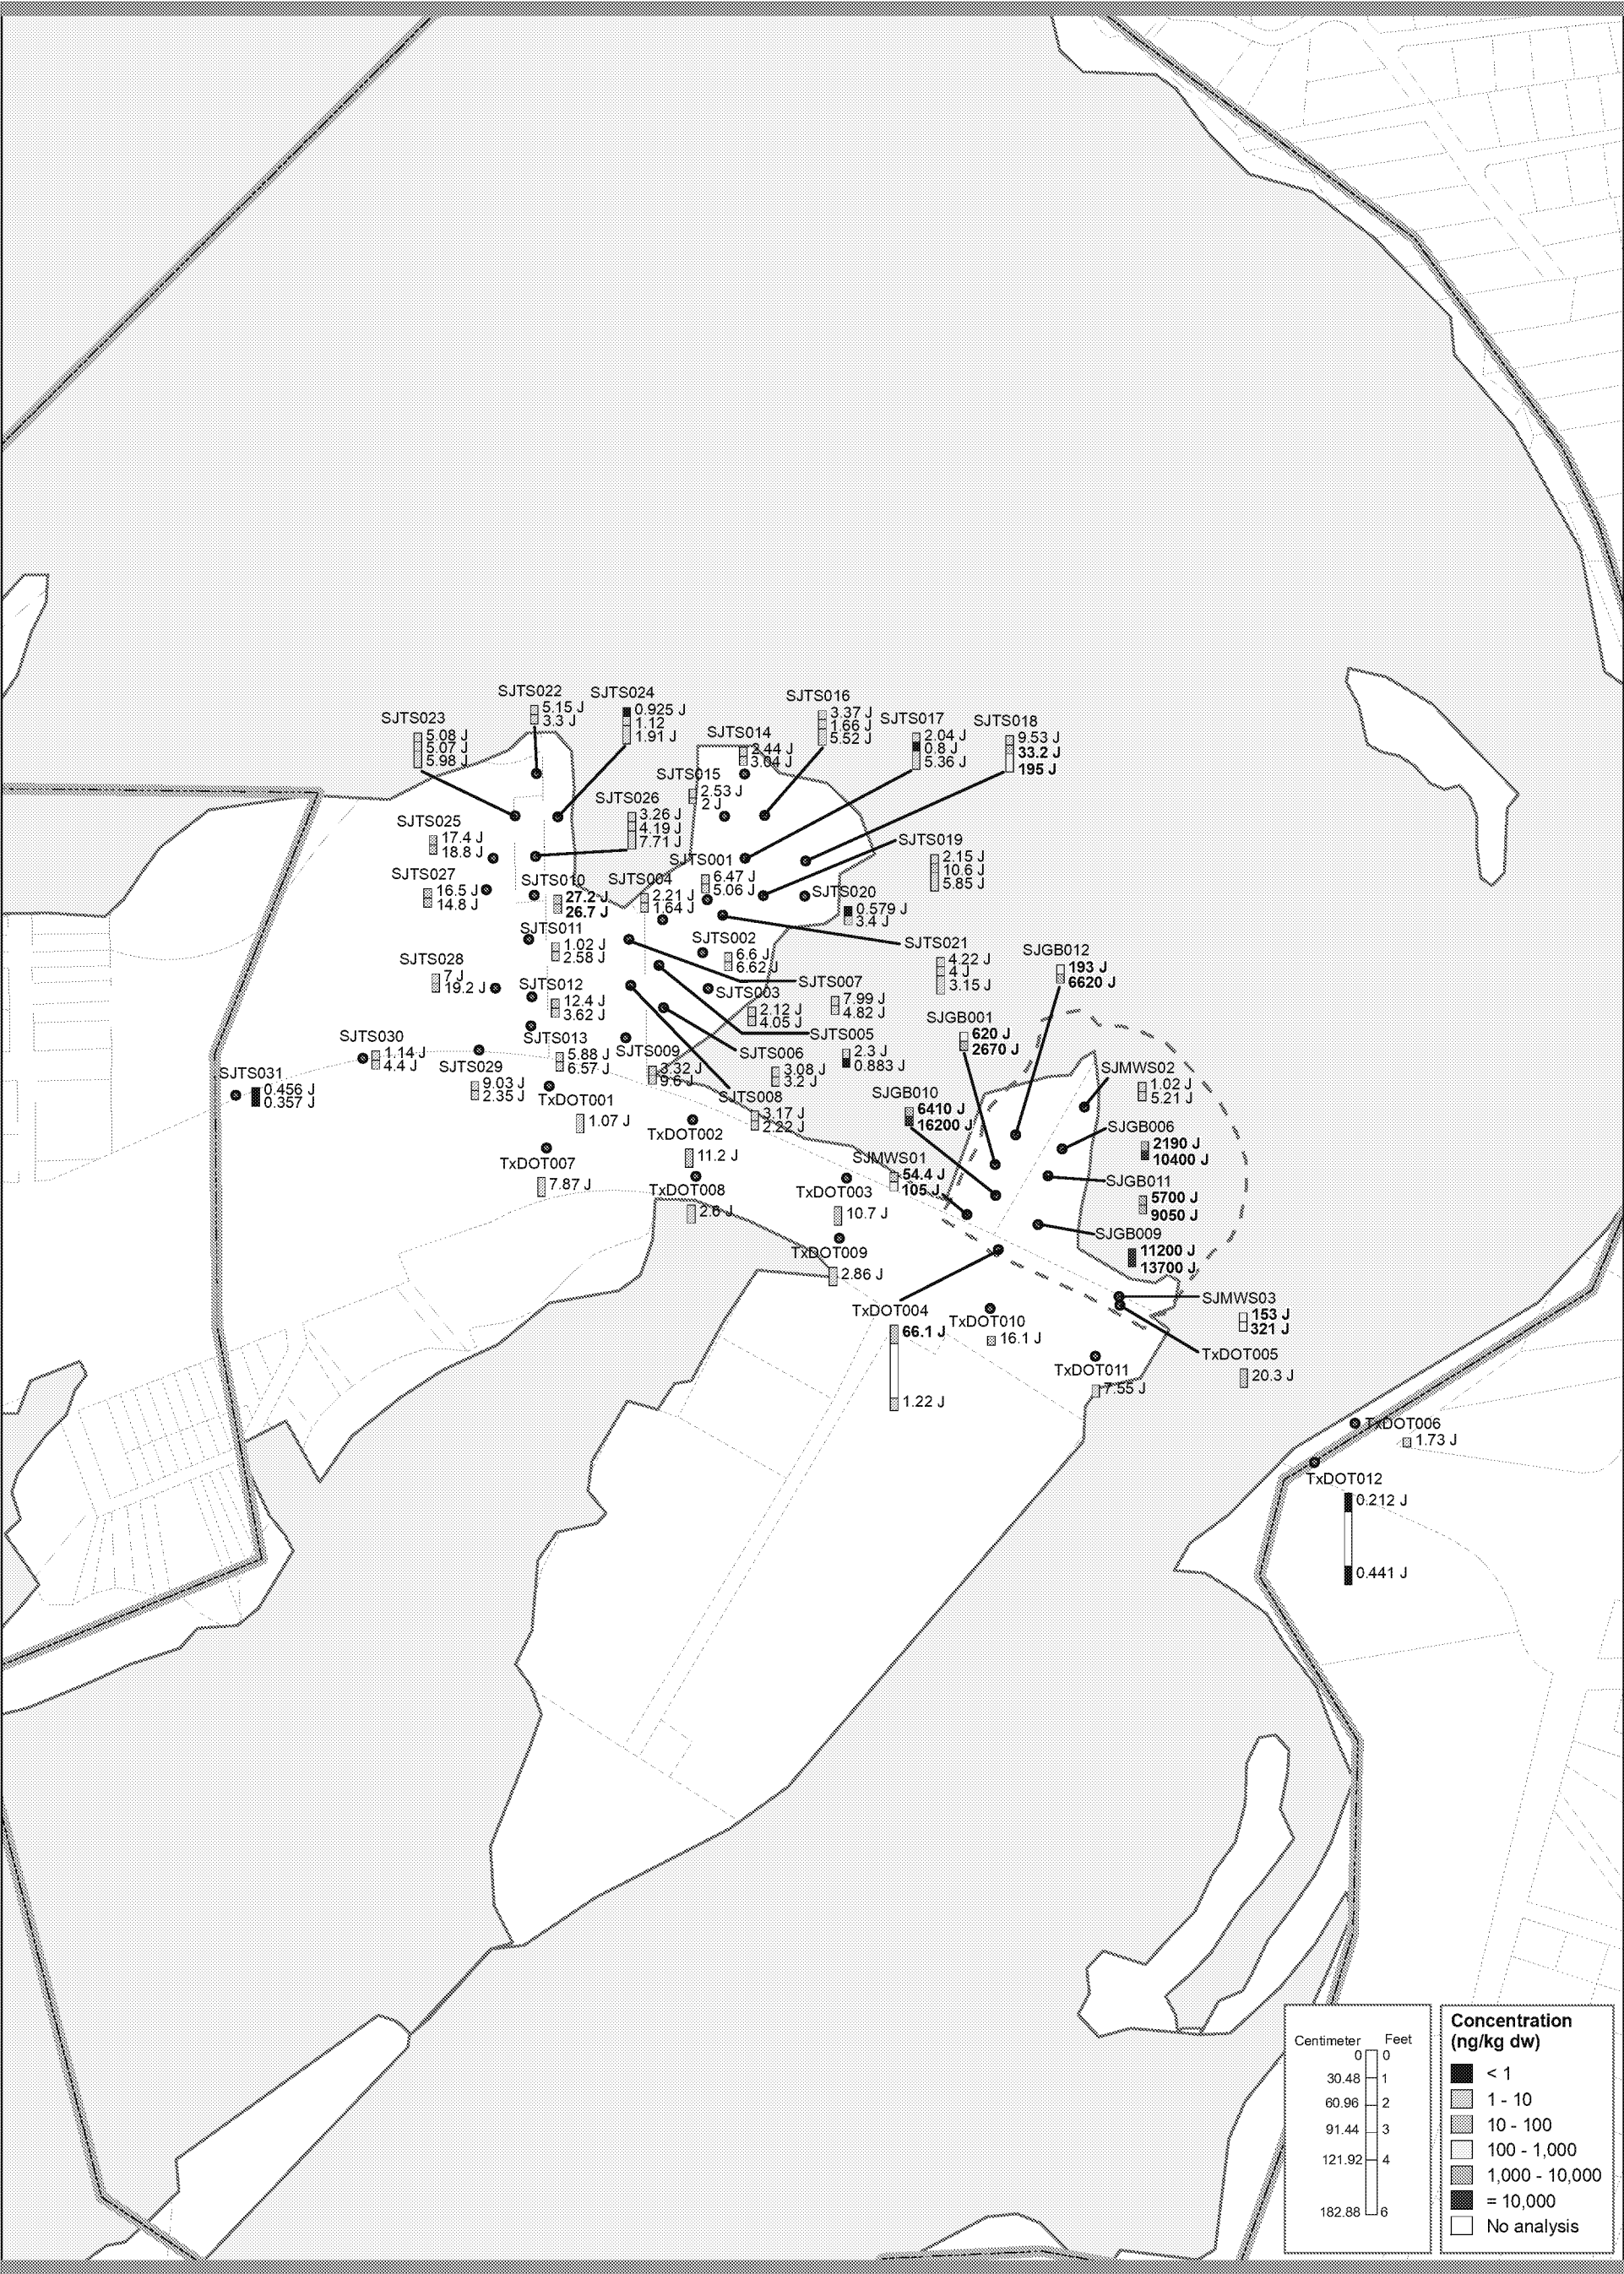 SJTS022
5.15 J
3.3 J
SJTS024
0.925 J
1.12
1.91 J
SJTS016
3.37 J
1.66 J
5.52 J
SJTS023
5.08 J
5.07 J
5.98 J
SJTS014
2.44 J
3.04 J
SJTS017
2.04 J
0.8 J
5.36 J
SJTS018
9.53 J
33.2 J
195 J
SJTS015
2.53 J
2 J
SJTS026
3.26 J
4.19 J
7.71 J
SJTS025
17.4 J
18.8 J
SJTS019
2.15 J
10.6 J
5.85 J
SJTS001
6.47 J
5.06 J
SJTS027
16.5 J
14.8 J
SJTS010
27.2 J
26.7 J
SJTS004
2.21 J
1.64 J
SJTS020
0.579 J
3.4 J
SJTS011
1.02 J
2.58 J
SJTS002
6.6 J
6.62 J
SJTS021
4.22 J
4 J
3.15 J
SJGB012
193 J
6620 J
SJTS028
7 J
19.2 J
SJTS012
12.4 J
3.62 J
SJTS007
7.99 J
4.82 J
SJTS003
2.12 J
4.05 J
SJGB001
620 J
2670 J
SJTS030
1.14 J
4.4 J
SJTS013
5.88 J
6.57 J
SJTS005
2.3 J
0.883 J
SJTS009
3.32 J
9.6 J
SJTS006
3.08 J
3.2 J
SJTS029
9.03 J
2.35 J
SJTS031
0.456 J
0.357 J
SJMWS02
1.02 J
5.21 J
SJGB010
6410 J
16200 J
SJTS008
3.17 J
2.22 J
TxDOT001
1.07 J
SJGB006
2190 J
10400 J
TxDOT002
11.2 J
SJMWS01
54.4 J
105 J
TxDOT007
7.87 J
SJGB011
5700 J
9050 J
TxDOT008
2.6 J
TxDOT003
10.7 J
SJGB009
11200 J
13700 J
TxDOT009
2.86 J
SJMWS03
153 J
321 J
TxDOT004
66.1 J
1.22 J
TxDOT010
16.1 J
TxDOT005
20.3 J
TxDOT011
7.55 J
TxDOT006
1.73 J
TxDOT012
0.212 J
0.441 J
Centimeter Feet
0 0
30.48 1
60.96 2
91.44 3
121.92 4
182.88 6
Concentration
(ng/kg dw)
< 1
1 - 10
10 - 100
100 - 1,000
1,000 - 10,000
= 10,000
No analysis